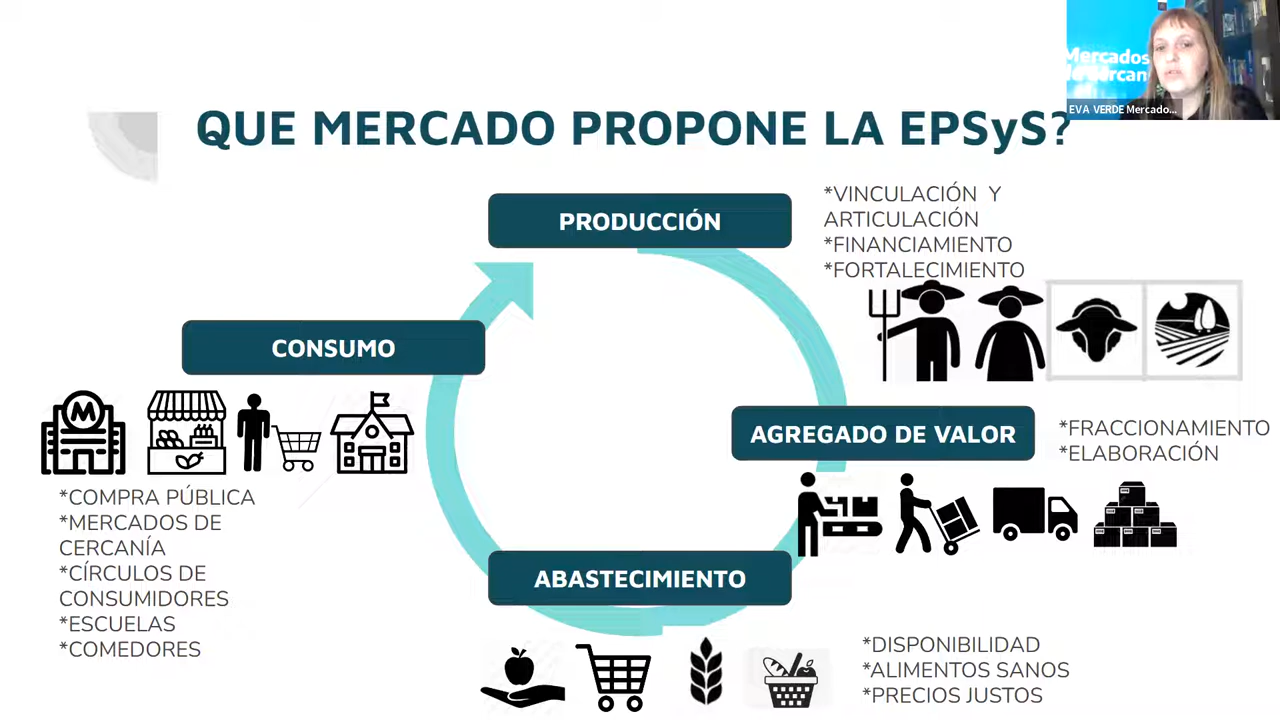 Mercados
EVA VERDE Mercado...
QUE MERCADO PROPONE LA EPSyS?
PRODUCCIÓN
*VINCULACIÓN Y
ARTICULACIÓN
*FINANCIAMIENTO
*FORTALECIMIENTO
CONSUMO
M
*COMPRA PÚBLICA
*MERCADOS DE
CERCANÍA
*CÍRCULOS DE
CONSUMIDORES
*ESCUELAS
*COMEDORES
AGREGADO DE VALOR
*FRACCIONAMIENTO
*ELABORACIÓN
ABASTECIMIENTO
*DISPONIBILIDAD
*ALIMENTOS SANOS
*PRECIOS JUSTOS